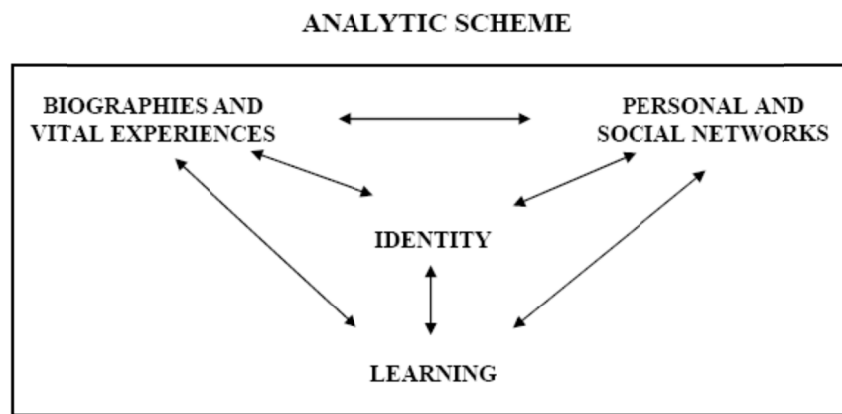 ANALYTIC SCHEME
BIOGRAPHIES AND
VITAL EXPERIENCES
PERSONAL AND
SOCIAL NETWORKS
IDENTITY
LEARNING